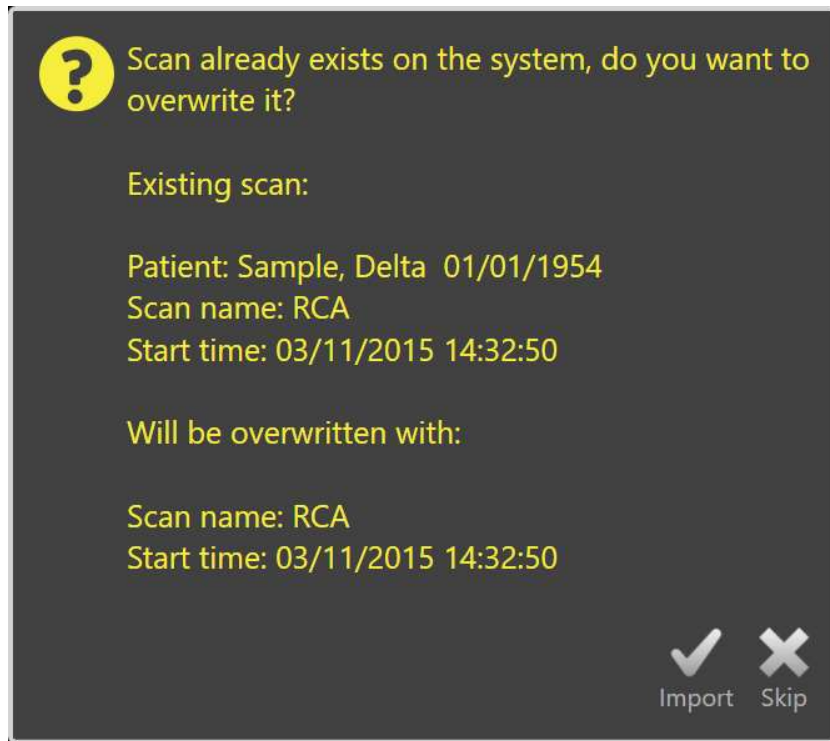 ?
Scan already exists on the system, do you want to
overwrite it?
Existing scan:
Patient: Sample, Delta 01/01/1954
Scan name: RCA
Start time: 03/11/2015 14:32:50
Will be overwritten with:
Scan name: RCA
Start time: 03/11/2015 14:32:50
Import Skip